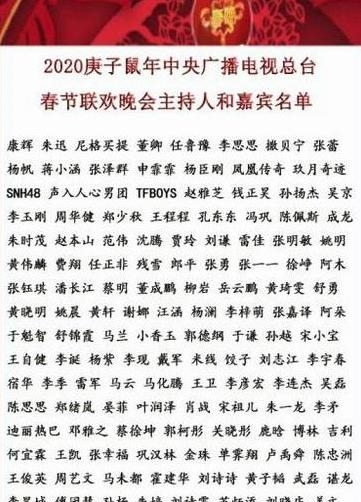 2020庚子鼠年中央广播电视总台
春节联欢晚会主持人和嘉宾名单
康辉 朱迅 尼格买提 董卿 任鲁豫 李思思 撒贝宁 张蕾
杨帆 蒋小涵 张泽群 申霏霏 杨臣刚 凤凰传奇 玖月奇迹
SNH48 声入人心男团 TFBOYS 赵雅芝 钱正昊 孙杨杰 吴京
李玉刚 周华健 郑少秋 王程程 孔东东 冯巩 陈佩斯 成龙
朱时茂 赵本山 范伟 沈腾 贾玲 刘谦 雷佳 张明敏 姚明
黄伟麟 费翔 任正非 残雪 郎平 张勇 张一一 徐峥 阿木
张钰琪 潘长江 蔡明 董成鹏 柳岩 岳云鹏 黄琦雯 舒勇
黄晓明 姚晨 黄轩 谢娜 汪涵 杨澜 李梓萌 张嘉译 阿朵
于魁智 舒锦霞 马兰 小香玉 郭德纲 于谦 孙越 宋小宝
王自健 李诞 杨紫 李现 戴军 米线 饺子 刘志江 李宇春
宿华 李季 雷军 马云 马化腾 王卫 李彦宏 李连杰 吴磊
陈思思 郑绪岚 晏菲 叶润泽 肖战 宋祖儿 朱一龙 李矛
迪丽热巴 邓雅之 蔡徐坤 郭柯彤 关晓彤 鹿晗 博林 吉利
何宜霖 王凯 张幸福 巩汉林 金珠 单霁翔 卢禹舜 陈忠洲
王俊英 周艺文 马未都 霍建华 刘诗诗 黄子韬 武磊 谌龙